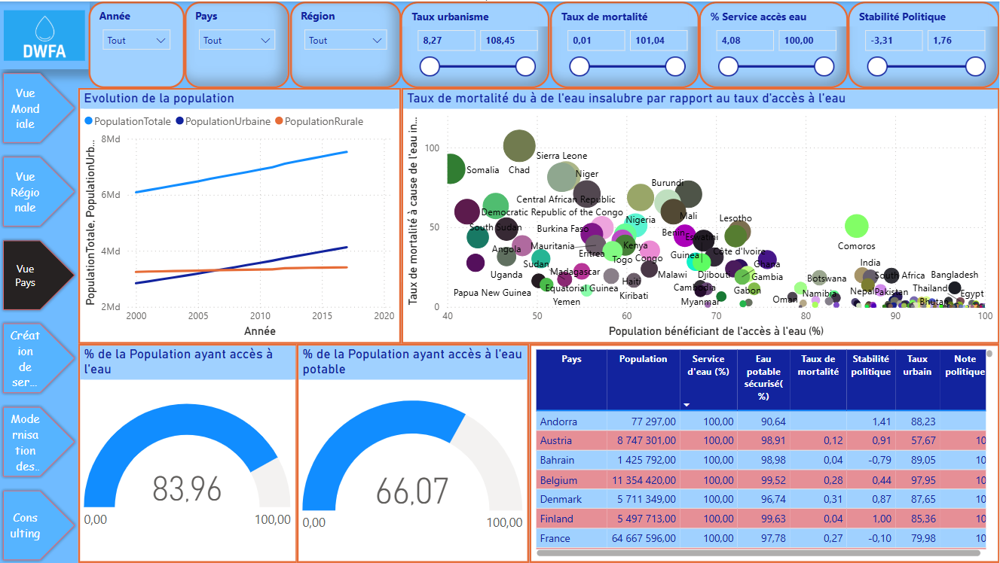 DWFA
Année
Tout
Pays
Tout
Région
Tout
Taux urbanisme
8,27
108,45
Taux de mortalité
0,01
101,04
% Service accès eau
4,08
100,00
Stabilité Politique
-3,31
1,76
Vue
Mond
iale
Vue
Régio
nale
Vue
Pays
Créat
ion
de
ser...
Mode
rnisa
tion
des..
Cons
ulting
Evolution de la population
PopulationTotale PopulationUrbaine PopulationRurale
PopulationTotale, PopulationUrb...
8Md
6Md
4Md
2Md
2000 2005 2010 2015 2020
Année
Taux de mortalité du à de l'eau insalubre par rapport au taux d'accès à l'eau
Taux de mortalité à cause de l'eau in...
100
50
0
Sierra Leone
Somalia
Chad
Niger
Burundi
Central African Republic
Democratic Republic of the Congo
Mali
Nigeria
Lesotho
South Sudan
Burkina Faso
Benin
Eswatini
Comoros
Angola
Mauritania
Kenya
Eritrea
Togo
Congo
Guinea
Côte d'Ivoire
Sudan
Ghana
India
Uganda
Madagascar
Malawi
Djibouti
Gambia
Botswana
South Africa
Bangladesh
Haiti
Papua New Guinea
Equatorial Guinea
Cambodia
Gabon
Namibia
Nepal
Pakistan
Thailand
Egypt
Yemen
Kiribati
Myanmar
Oman
Bhutan
40 50 60 70 80 90 100
Population bénéficiant de l'accès à l'eau (%)
% de la Population ayant accès à
l'eau
83,96
0,00
100,00
% de la Population ayant accès à l'eau
potable
66,07
0,00
100,00
Pays Population Service d'eau (%) Eau potable sécurisé( %) Taux de mortalité Stabilité politique Taux urbain Note politique
Andorra 77 297,00 100,00 90,64 1,41 88,23
Austria 8 747 301,00 100,00 98,91 0,12 0,91 57,67 10
Bahrain 1 425 792,00 100,00 98,98 0,04 -0,79 89,05 10
Belgium 11 354 420,00 100,00 99,52 0,28 0,44 97,95 10
Denmark 5 711 349,00 100,00 96,74 0,31 0,87 87,65 10
Finland 5 497 713,00 100,00 99,63 0,04 1,00 85,36 10
France 64 667 596,00 100,00 97,78 0,27 -0,10 79,98 10